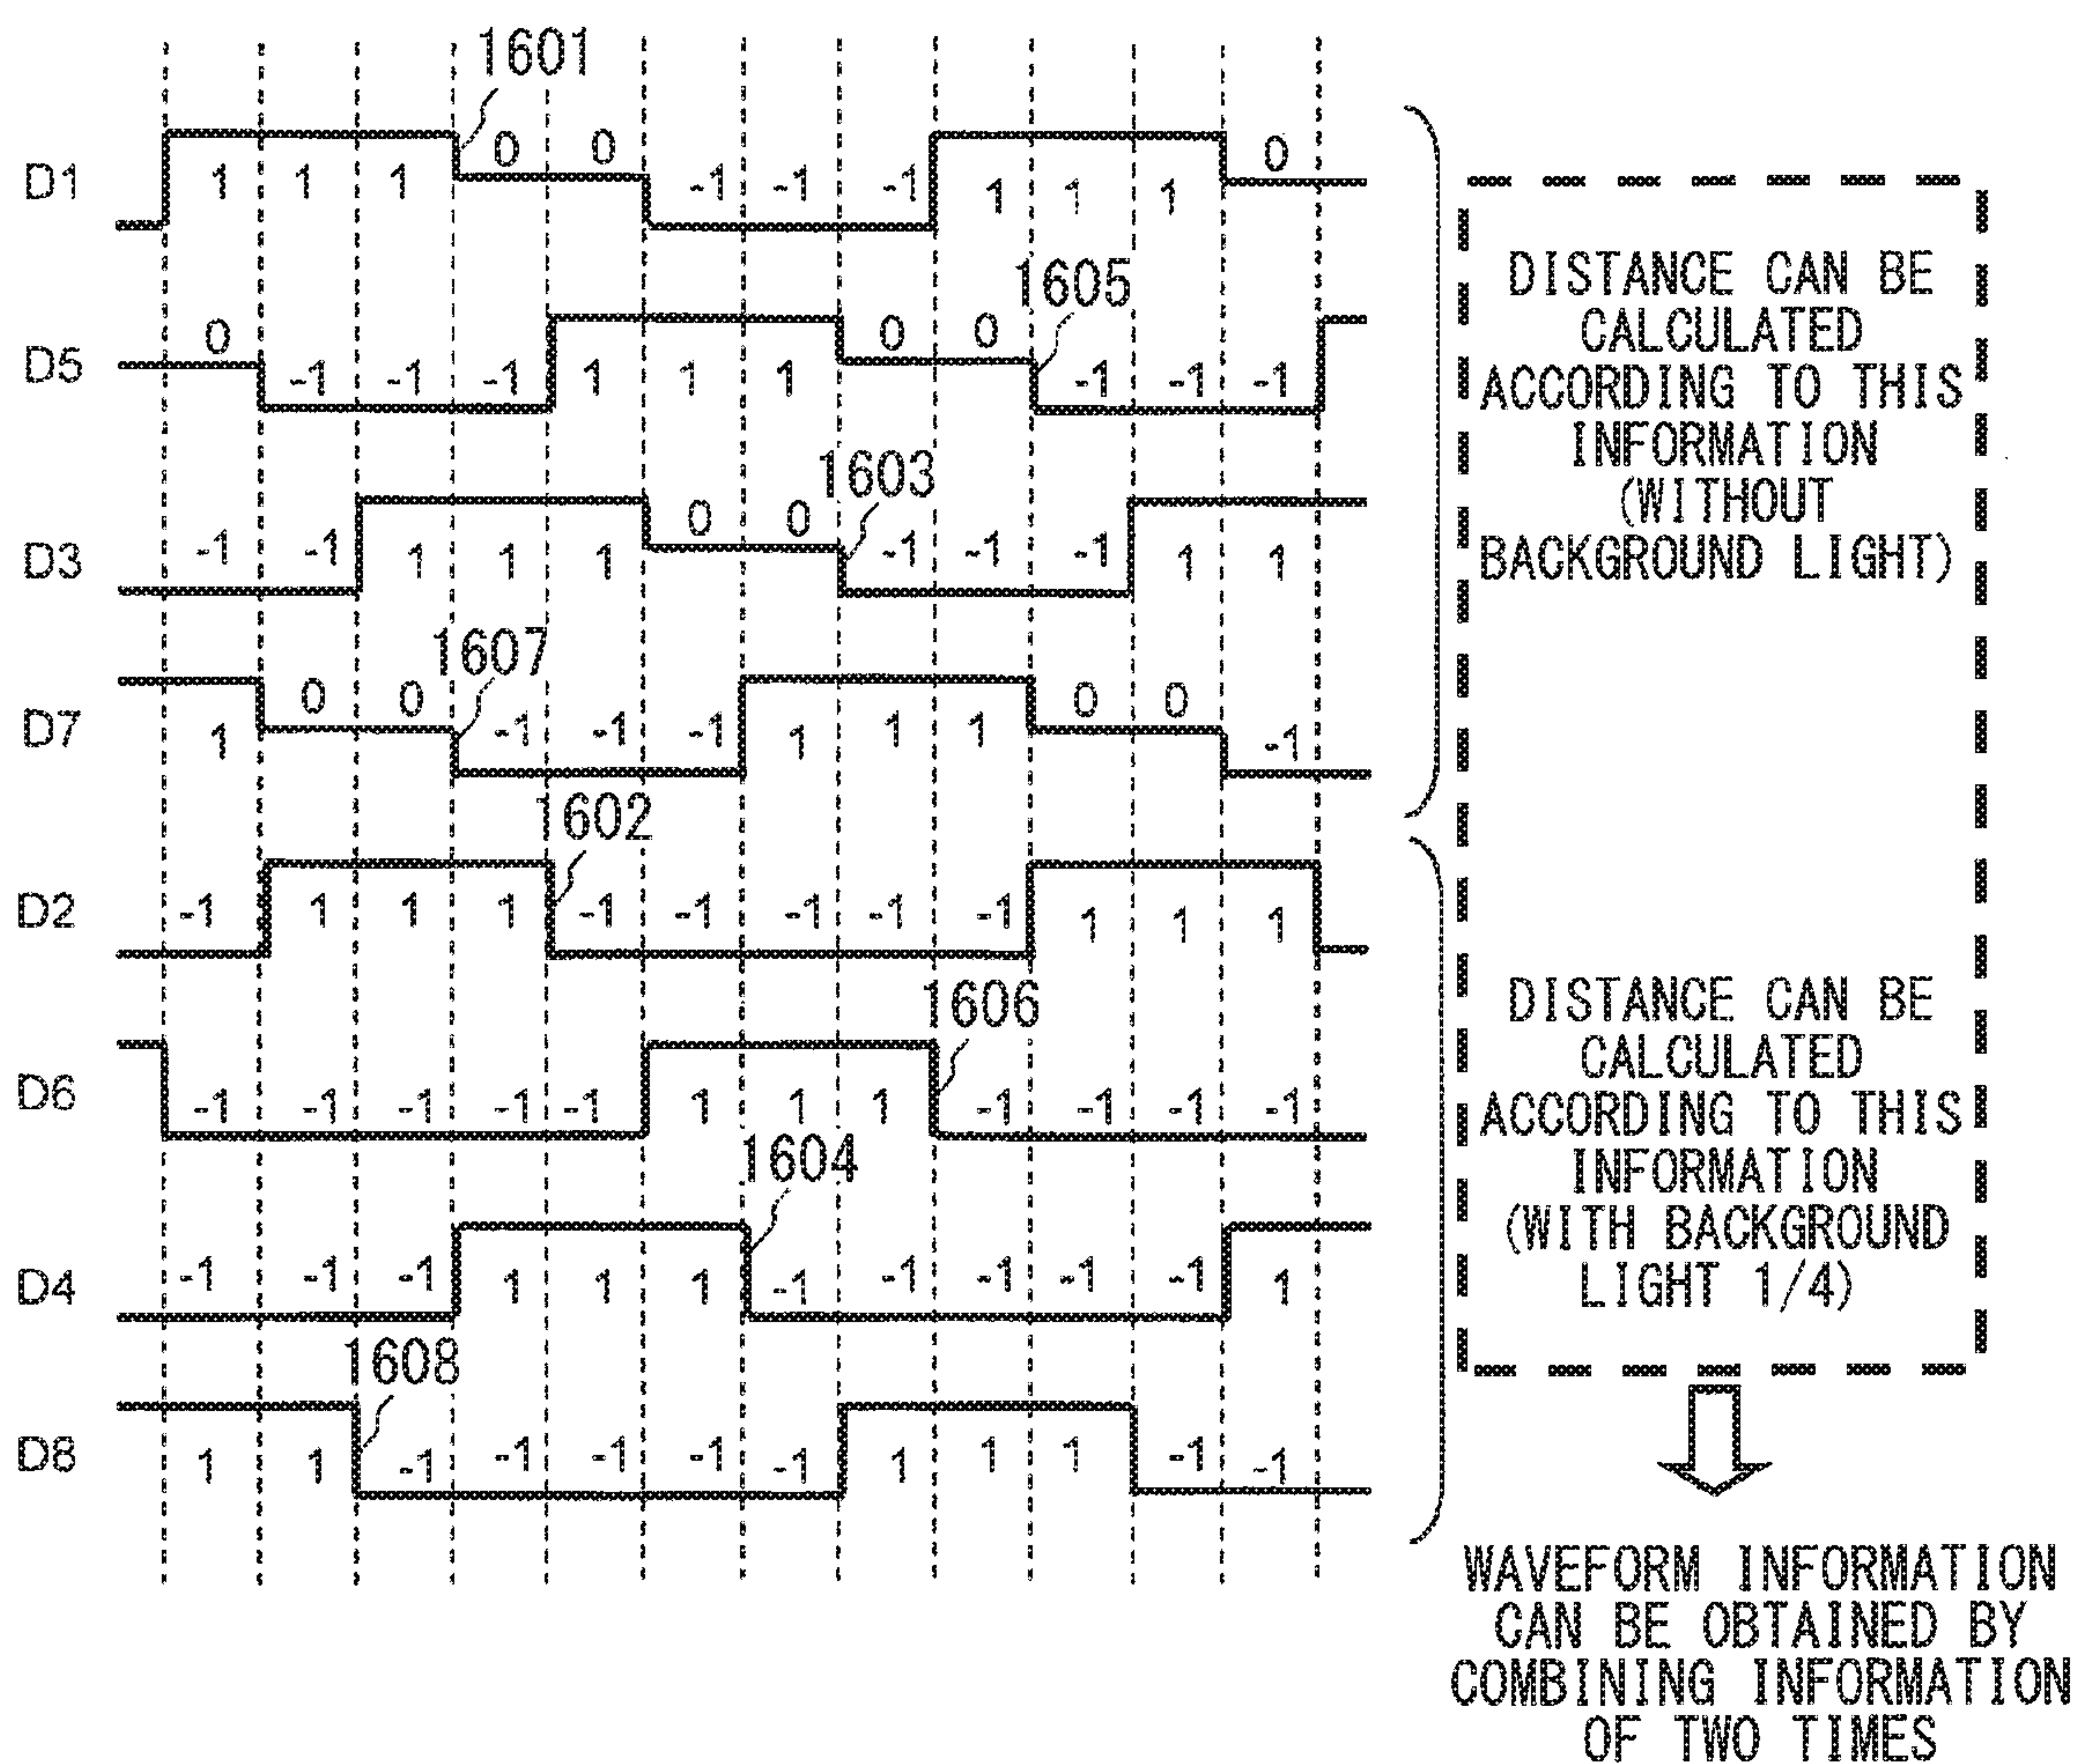 1601
D1 1 1 1 0 0 -1 -1 -1 1 1 1 0
1605
D5 0 -1 -1 -1 1 1 1 0 0 -1 -1 -1
1603
D3 -1 -1 1 1 1 0 0 -1 -1 -1 1 1
1607
D7 1 0 0 -1 -1 -1 1 1 1 0 0 -1
1602
D2 -1 1 1 1 -1 -1 -1 -1 -1 1 1 1
1606
D6 -1 -1 -1 -1 -1 1 1 1 -1 -1 -1 -1
1604
D4 -1 -1 -1 1 1 1 -1 -1 -1 -1 -1 1
1608
D8 1 1 -1 -1 -1 -1 -1 1 1 1 -1 -1
DISTANCE CAN BE
CALCULATED
ACCORDING TO THIS
INFORMATION
(WITHOUT
BACKGROUND LIGHT)
DISTANCE CAN BE
CALCULATED
ACCORDING TO THIS
INFORMATION
(WITH BACKGROUND
LIGHT 1/4)
WAVEFORM INFORMATION
CAN BE OBTAINED BY
COMBINING INFORMATION
OF TWO TIMES